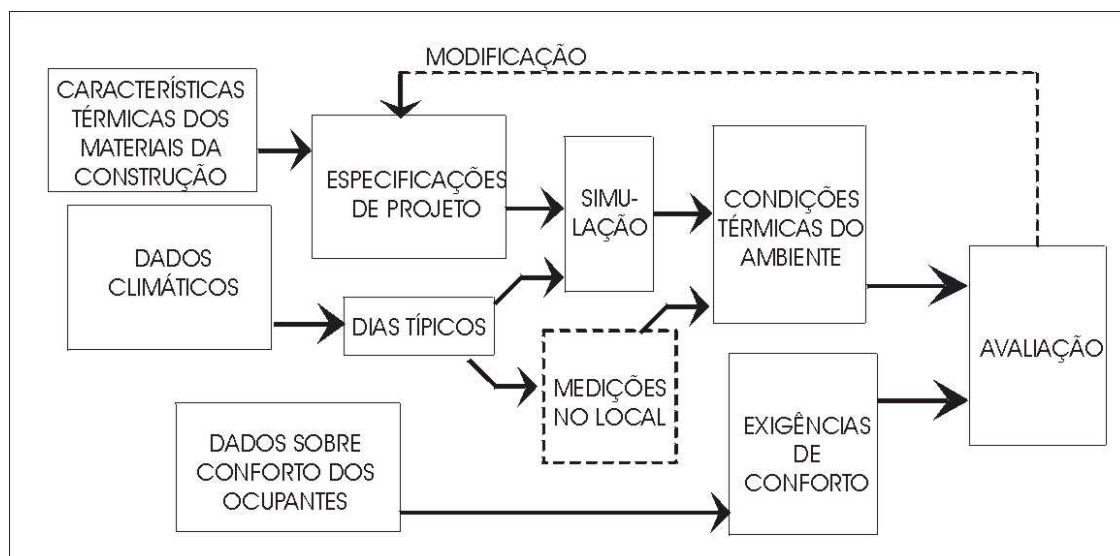 MODIFICAÇÃO
CARACTERÍSTICAS
TÉRMICAS DOS
MATERIAIS DA
CONSTRUÇÃO
ESPECIFICAÇÕES
DE PROJETO
SIMU-
LAÇÃO
CONDIÇÕES
TÉRMICAS DO
AMBIENTE
DADOS
CLIMÁTICOS
DIAS TÍPICOS
MEDIÇÕES
NO LOCAL
AVALIAÇÃO
DADOS SOBRE
CONFORTO DOS
OCUPANTES
EXIGÊNCIAS
DE
CONFORTO